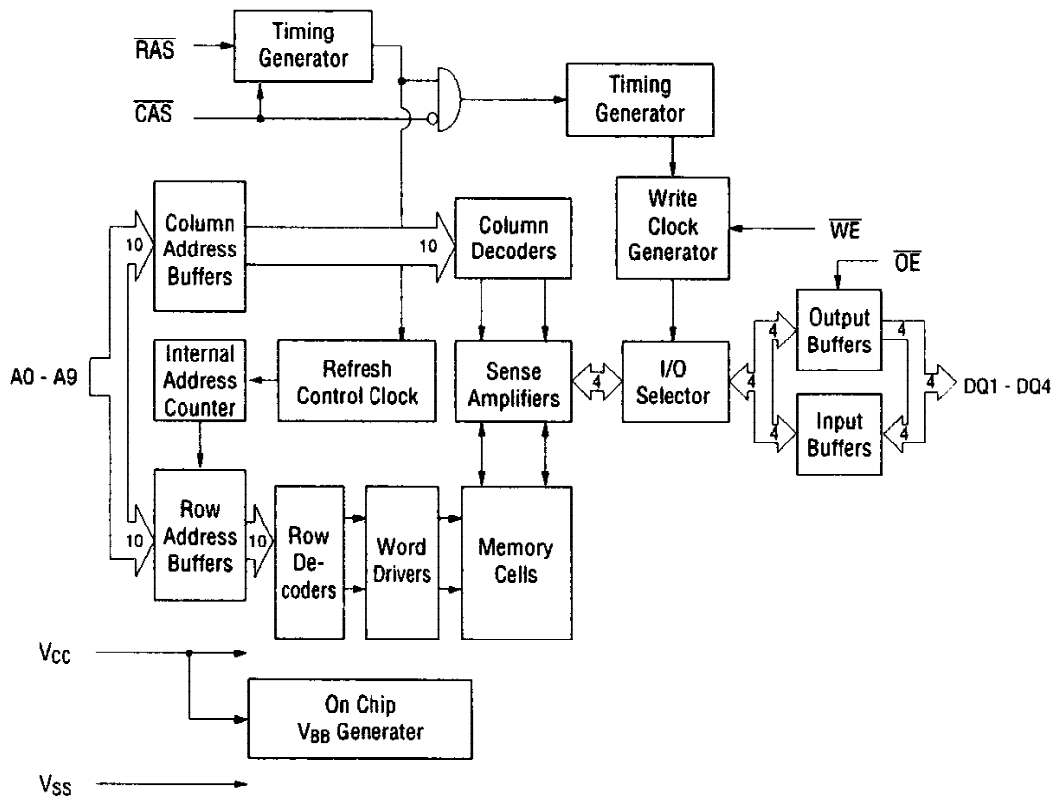 RAS
Timing
Generator
CAS
Timing
Generator
Column
Address
Buffers
10
10
Column
Decoders
Write
Clock
Generator
WE
OE
A0 - A9
Internal
Address
Counter
Refresh
Control Clock
Sense
Amplifiers
4
I/O
Selector
4
4
Output
Buffers
4
4
DQ1 - DQ4
4
Input
Buffers
4
10
Row
Address
Buffers
10
Row
De-
coders
Word
Drivers
Memory
Cells
VCC
On Chip
VBB Generater
VSS